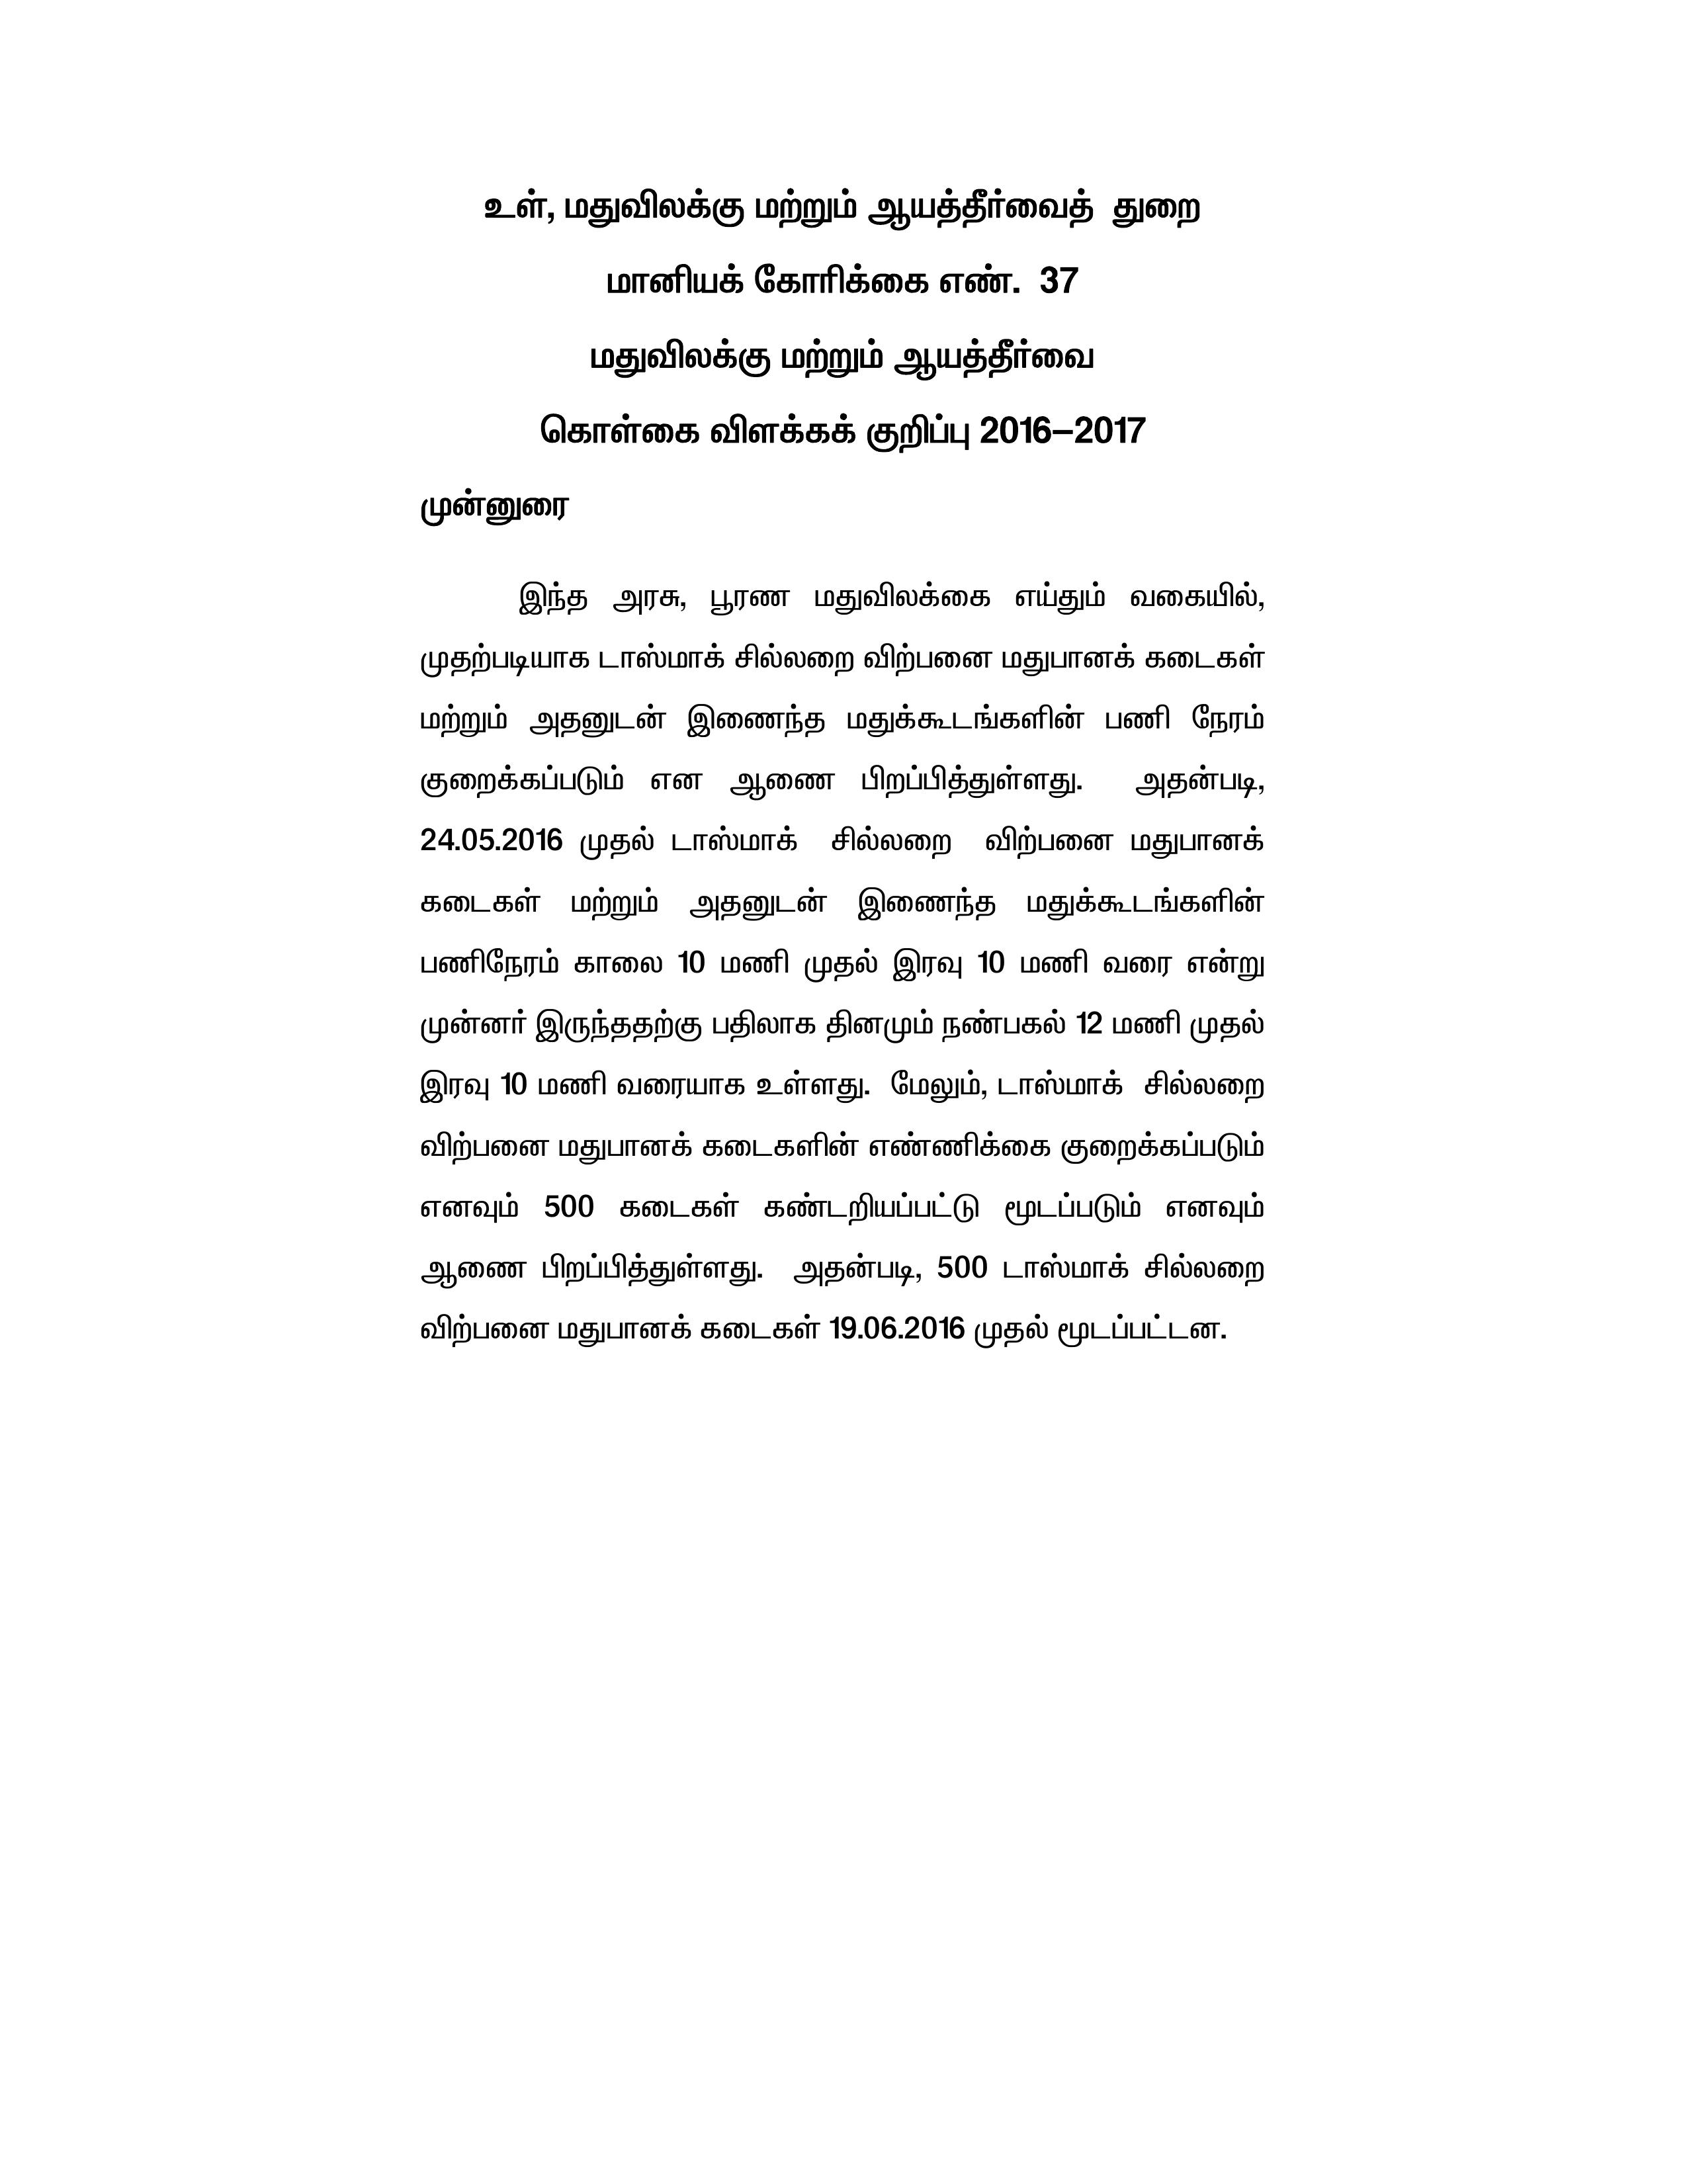 உள், மதுவிலக்கு மற்றும் ஆயத்தீர்வைத் துறை
மானியக் கோரிக்கை எண். 37
மதுவிலக்கு மற்றும் ஆயத்தீர்வை
கொள்கை விளக்கக் குறிப்பு 2016–2017
முன்னுரை
இந்த அரசு, பூரண மதுவிலக்கை எய்தும் வகையில்,
முதற்படியாக டாஸ்மாக் சில்லறை விற்பனை மதுபானக் கடைகள்
மற்றும் அதனுடன் இணைந்த மதுக்கூடங்களின் பணி நேரம்
குறைக்கப்படும் என ஆணை பிறப்பித்துள்ளது. அதன்படி,
24.05.2016 முதல் டாஸ்மாக் சில்லறை விற்பனை மதுபானக்
கடைகள் மற்றும் அதனுடன் இணைந்த மதுக்கூடங்களின்
பணிநேரம் காலை 10 மணி முதல் இரவு 10 மணி வரை என்று
முன்னர் இருந்ததற்கு பதிலாக தினமும் நண்பகல் 12 மணி முதல்
இரவு 10 மணி வரையாக உள்ளது. மேலும், டாஸ்மாக் சில்லறை
விற்பனை மதுபானக் கடைகளின் எண்ணிக்கை குறைக்கப்படும்
எனவும் 500 கடைகள் கண்டறியப்பட்டு மூடப்படும் எனவும்
ஆணை பிறப்பித்துள்ளது. அதன்படி, 500 டாஸ்மாக் சில்லறை
விற்பனை மதுபானக் கடைகள் 19.06.2016 முதல் மூடப்பட்டன.